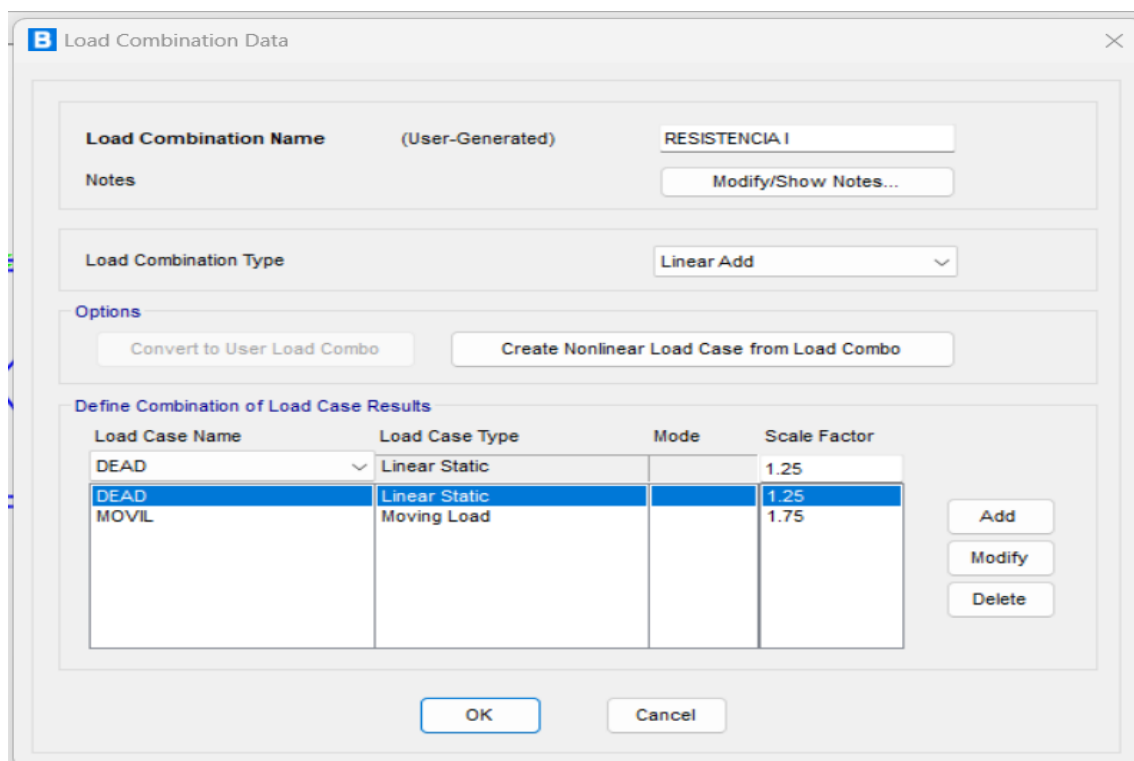 B Load Combination Data
Load Combination Name (User-Generated) RESISTENCIA I
Notes Modify/Show Notes...
Load Combination Type Linear Add
Options
Convert to User Load Combo Create Nonlinear Load Case from Load Combo
Define Combination of Load Case Results
Load Case Name Load Case Type Mode Scale Factor
DEAD Linear Static 1.25
DEAD Linear Static 1.25
MOVIL Moving Load 1.75
Add
Modify
Delete
OK Cancel